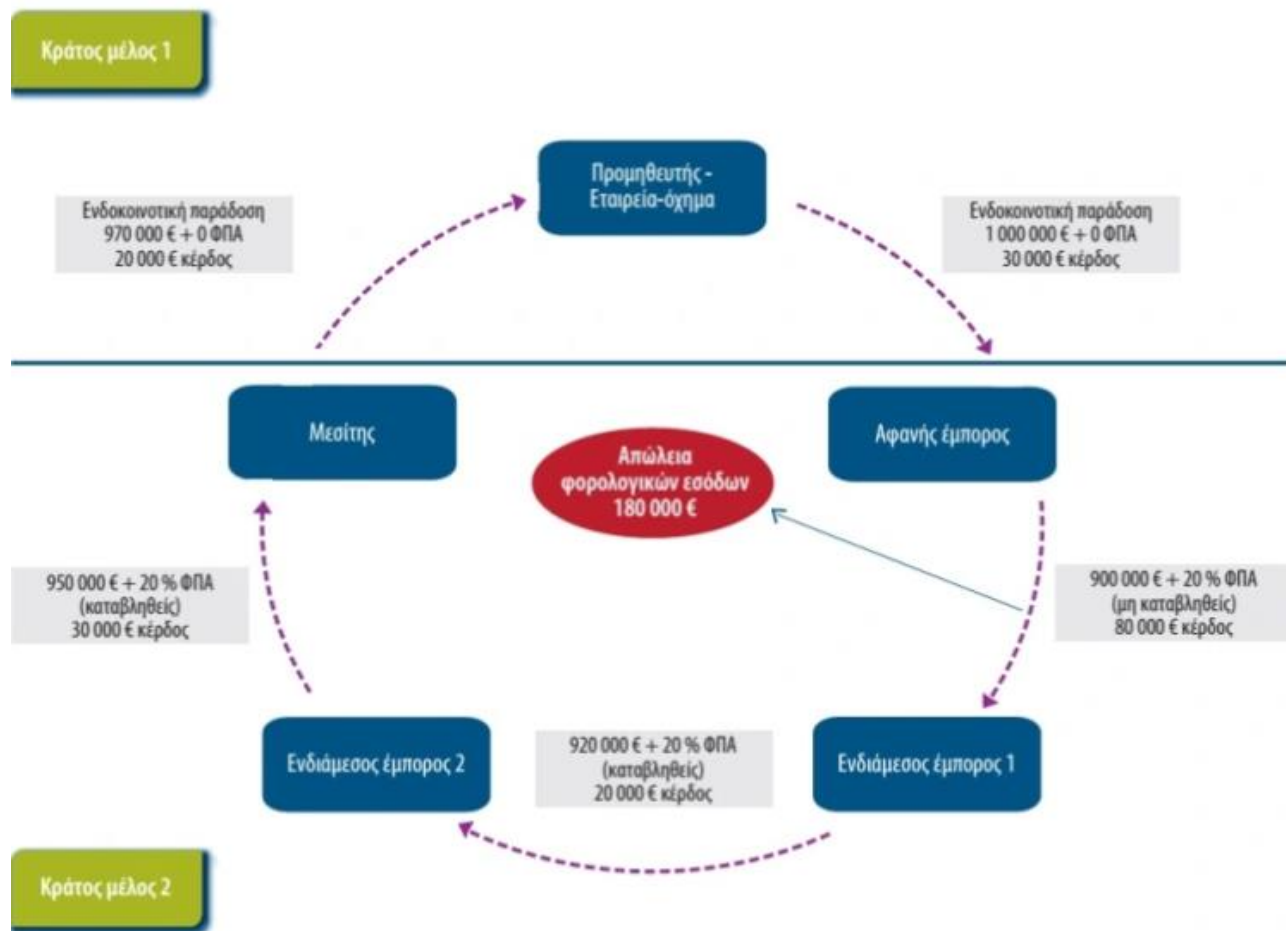 Κράτος μέλος 1
Προμηθευτής -
Εταιρεία-όχημα
Ενδοκοινοτική παράδοση
970 000 € + 0 ΦΠΑ
20 000 € κέρδος
Ενδοκοινοτική παράδοση
1 000 000 € + 0 ΦΠΑ
30 000 € κέρδος
Μεσίτης
Αφανής έμπορος
Απώλεια
φορολογικών εσόδων
180 000 €
950 000 € + 20 % ΦΠΑ
(καταβληθείς)
30 000 € κέρδος
900 000 € + 20 % ΦΠΑ
(μη καταβληθείς)
80 000 € κέρδος
Ενδιάμεσος έμπορος 2
920 000 € + 20 % ΦΠΑ
(καταβληθείς)
20 000 € κέρδος
Ενδιάμεσος έμπορος 1
Κράτος μέλος 2